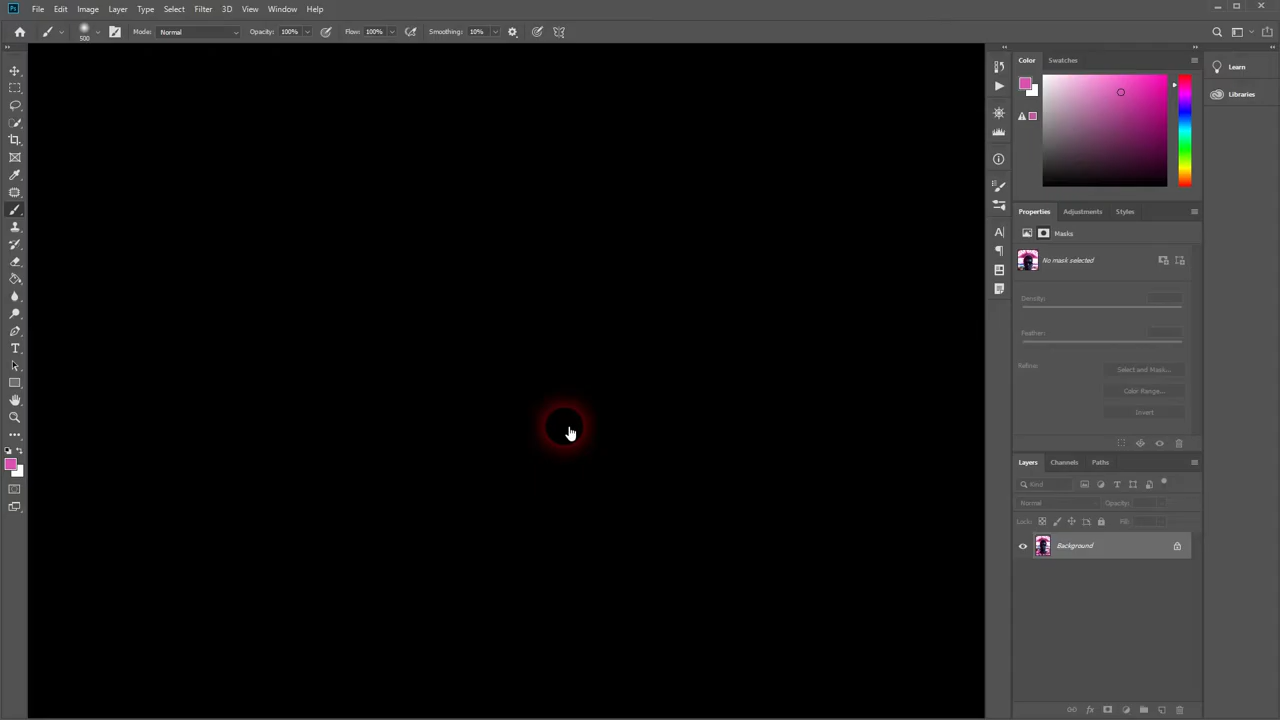 Ps File Edit Image Layer Type Select Filter 3D View Window Help
500 Mode: Normal Opacity: 100% Flow: 100% Smoothing: 10%
Color Swatches
Learn
Libraries
Properties Adjustments Styles
Masks
No mask selected
Density:
Feather:
Refine: Select and Mask...
Color Range...
Invert
Layers Channels Paths
Kind
Normal Opacity:
Lock: Fill:
Background